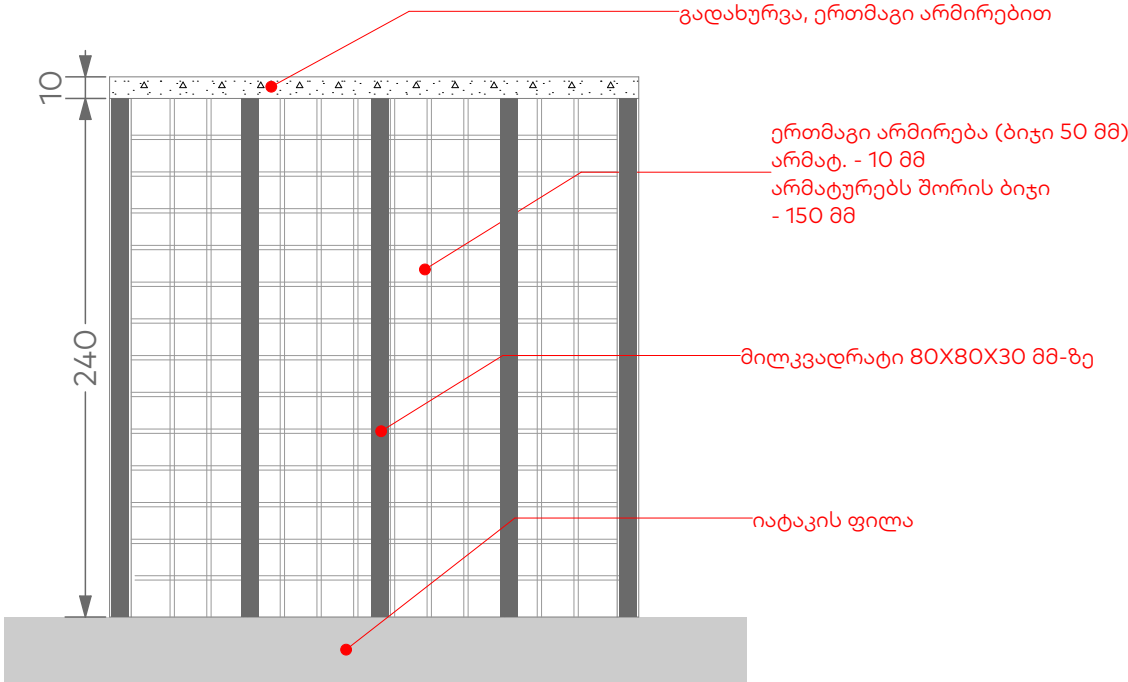 გადახურვა, ერთმაგი არმირებით
10
ერთმაგი არმირება (ბიჯი 50 მმ)
არმატ. - 10 მმ
არმატურებს შორის ბიჯი
- 150 მმ
240
მილკვადრატი 80X80X30 მმ-ზე
იატაკის ფილა